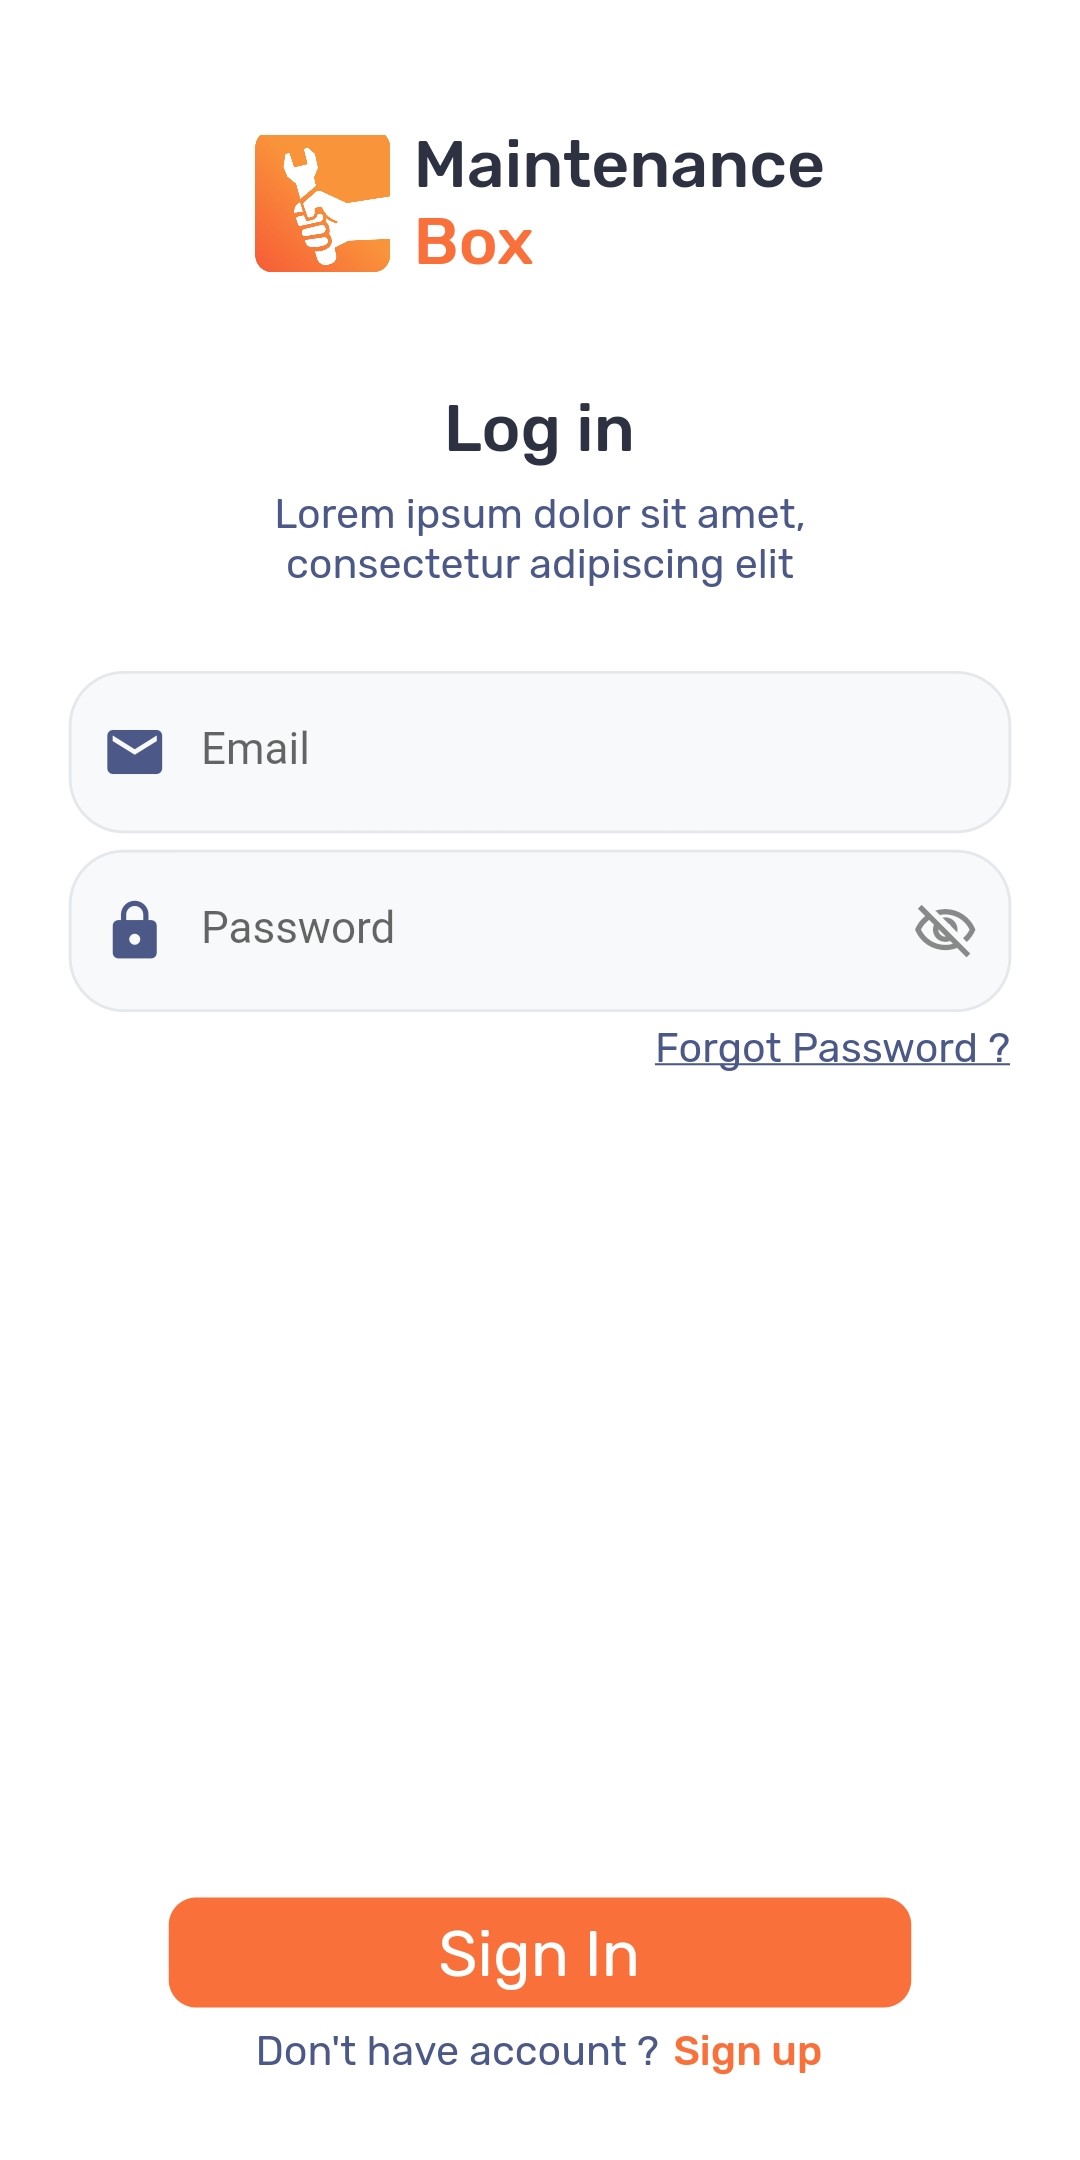 Maintenance
Box
Log in
Lorem ipsum dolor sit amet,
consectetur adipiscing elit
Email
Password
Forgot Password ?
Sign In
Don't have account ? Sign up